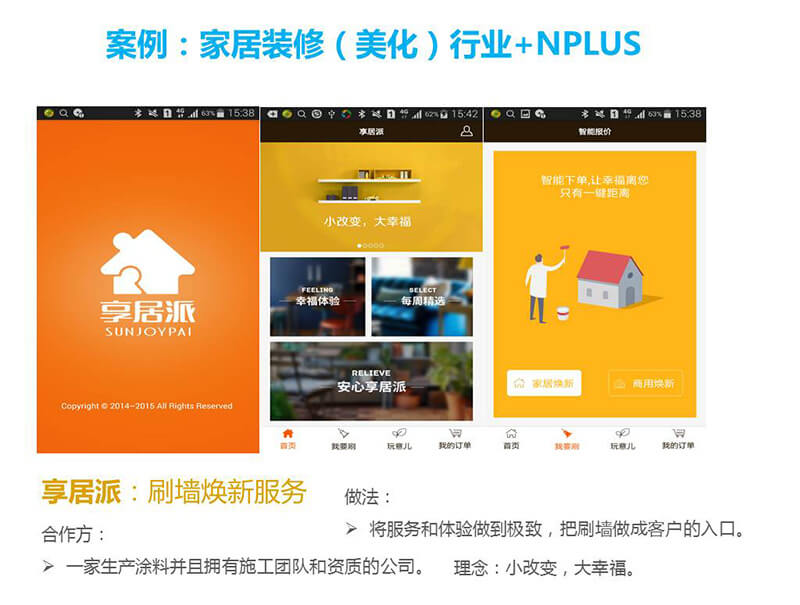 案例：家居装修（美化）行业+NPLUS
4G 63% 15:38
享居派
SUNJOYPAI
Copyright © 2014~2015 All Rights Reserved
4G 62% 15:42
享居派
小改变，大幸福
FEELING
幸福体验
SELECT
每周精选
RELIEVE
安心享居派
首页 我要刷 玩意儿 我的订单
4G 63% 15:38
智能报价
智能下单,让幸福离您
只有一键距离
家居焕新 商用焕新
首页 我要刷 玩意儿 我的订单
享居派：刷墙焕新服务
合作方：
➢ 一家生产涂料并且拥有施工团队和资质的公司。
做法：
➢ 将服务和体验做到极致，把刷墙做成客户的入口。
理念：小改变，大幸福。